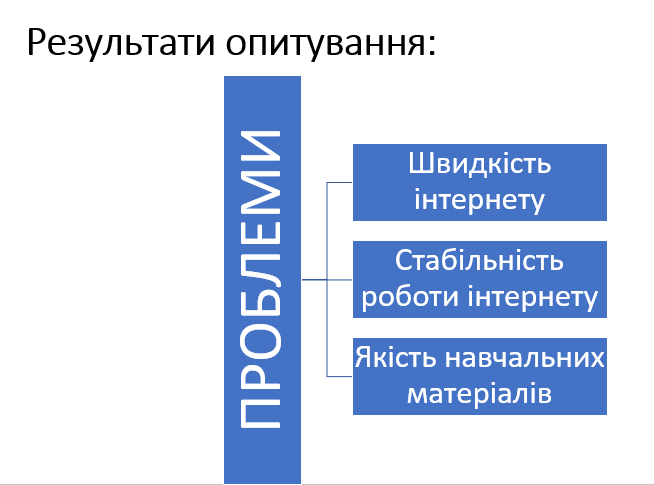 Результати опитування:
ПРОБЛЕМИ
Швидкість
інтернету
Стабільність
роботи інтернету
Якість навчальних
матеріалів